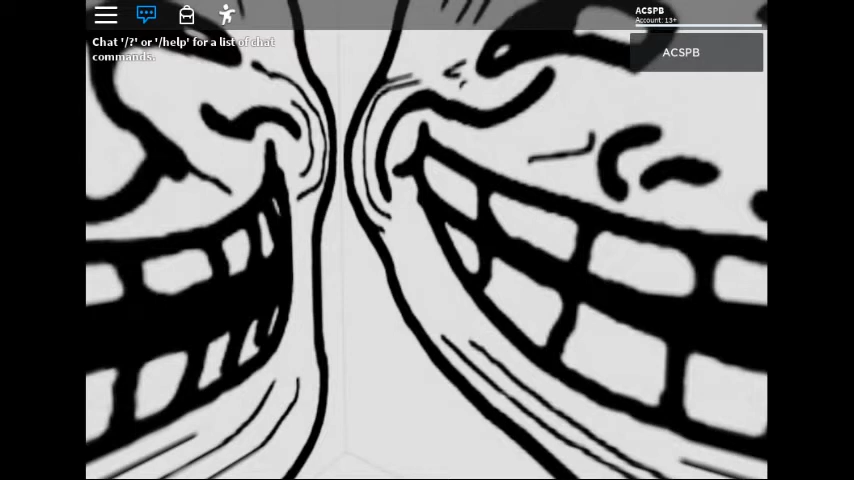 ACSPB
Account: 13+
Chat '/?' or '/help' for a list of chat
commands.
ACSPB